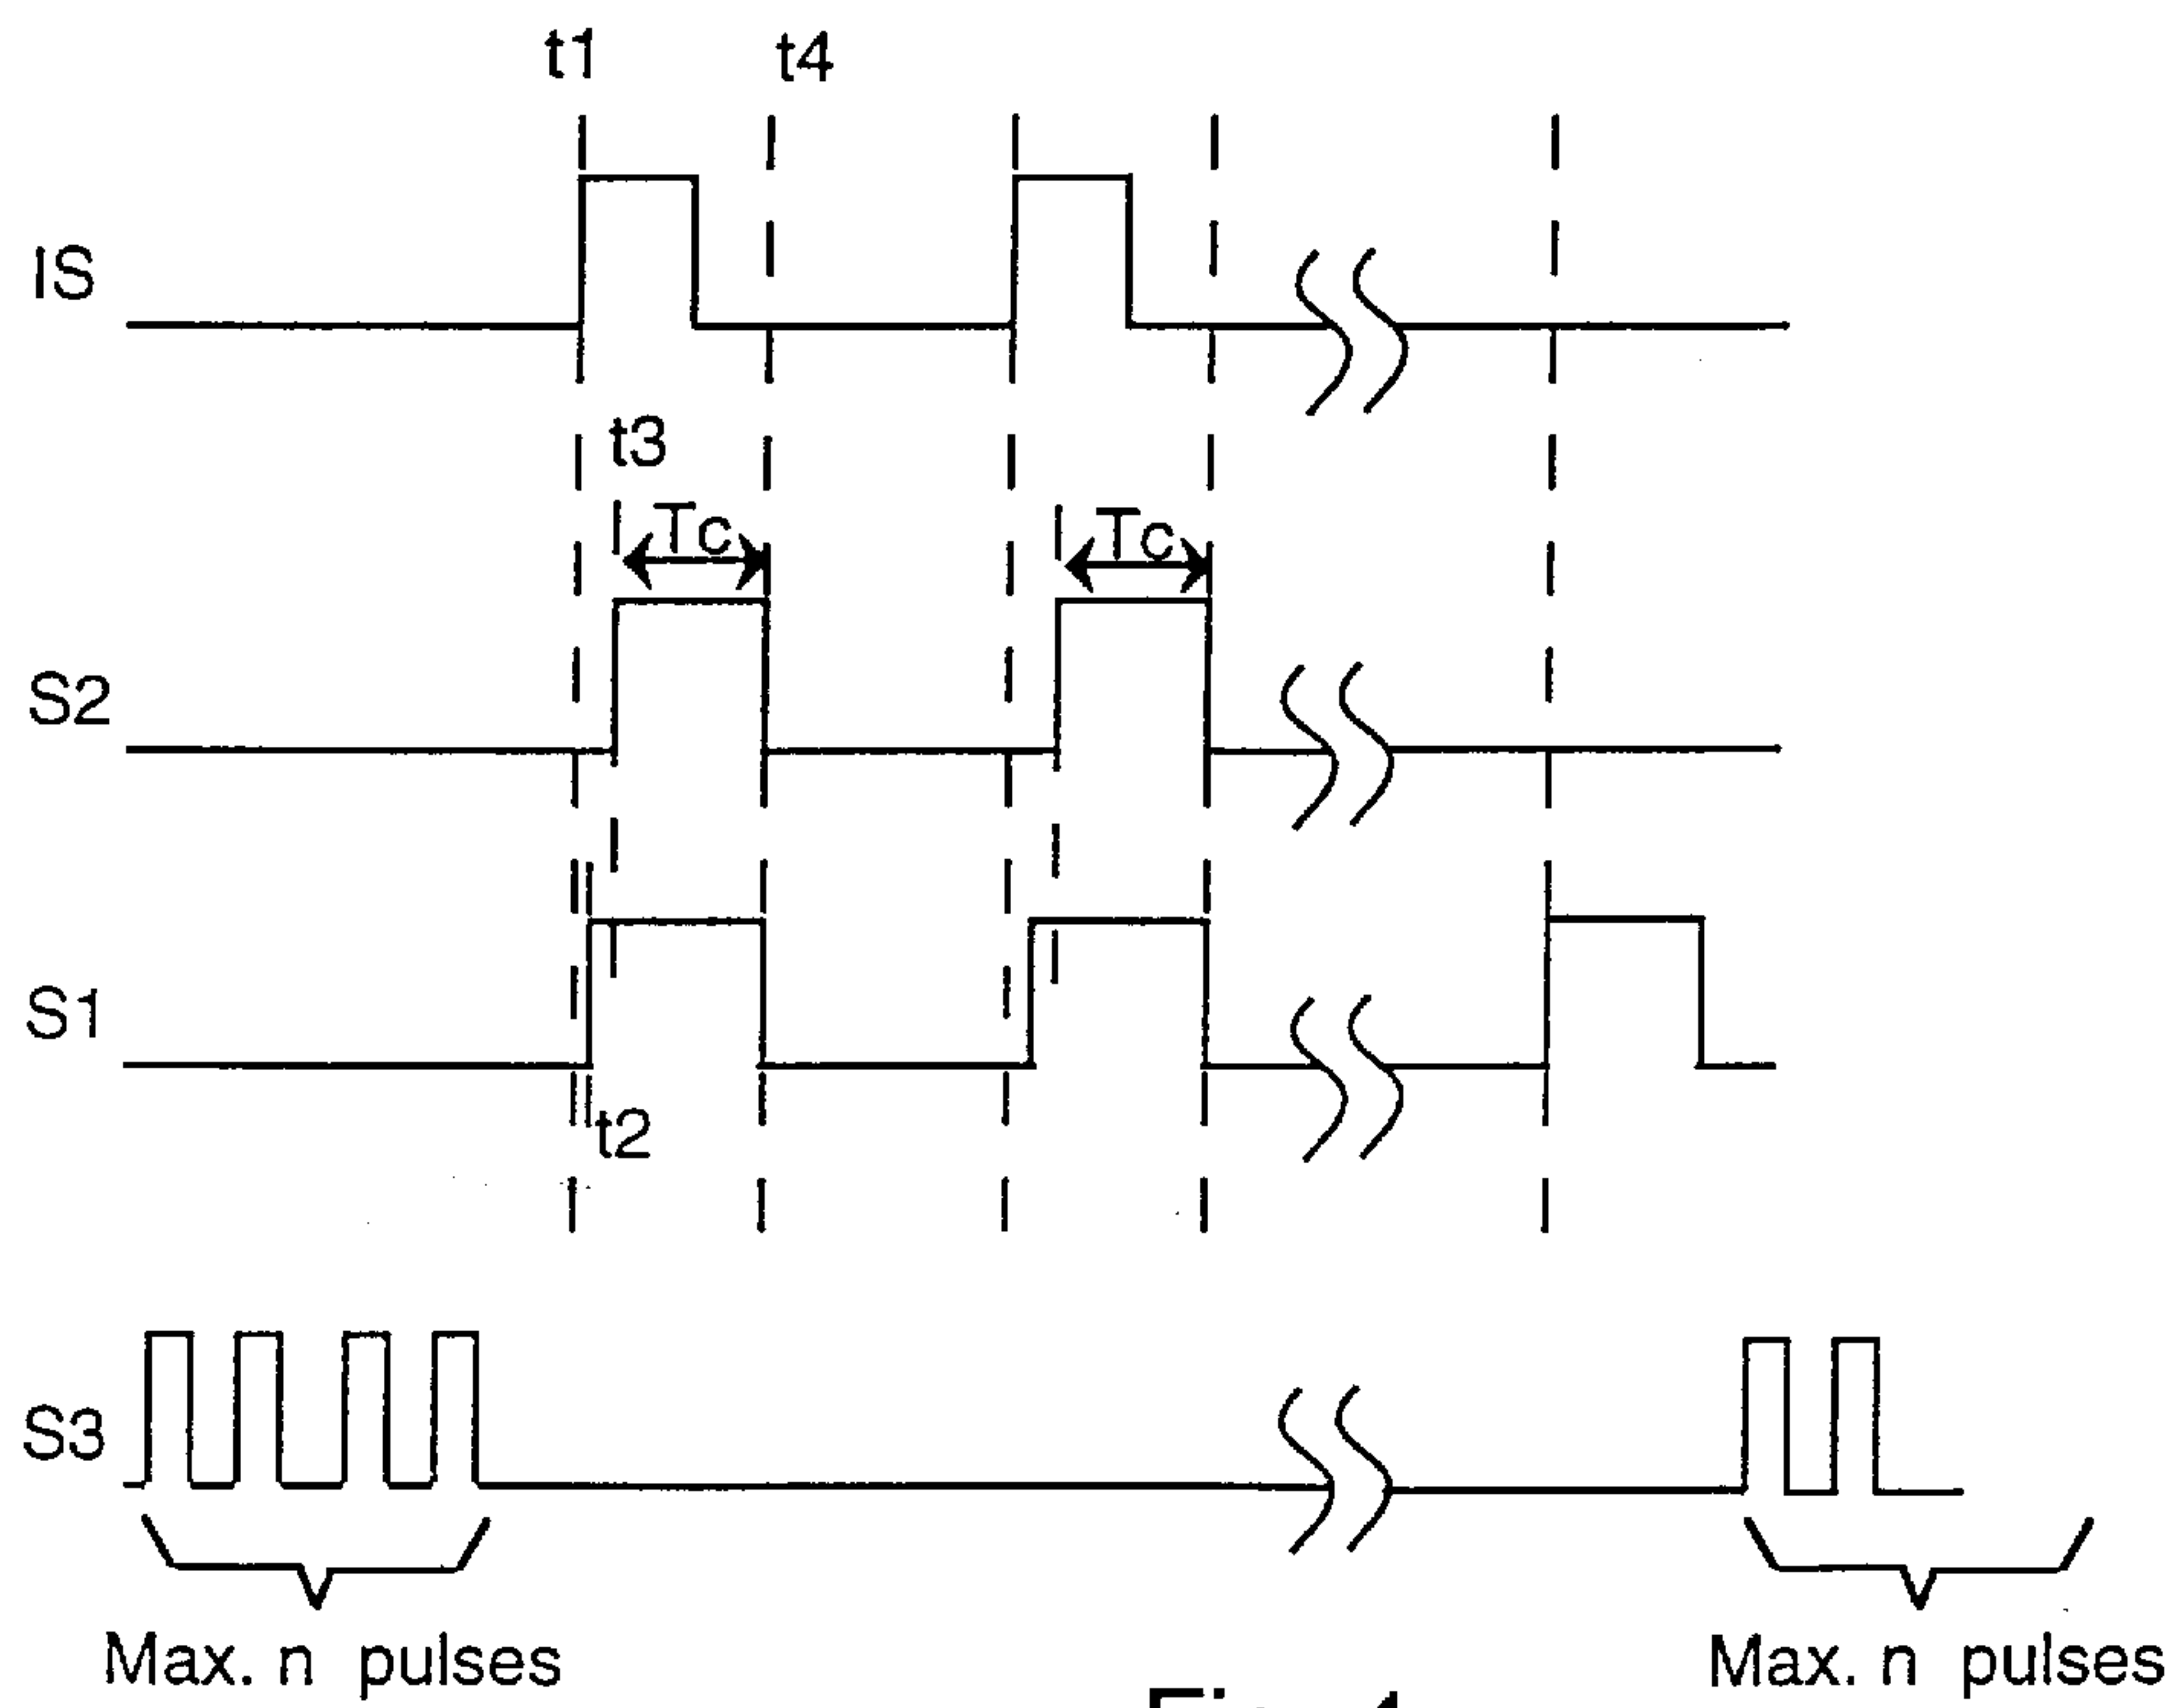 t1 t4
IS
t3
Tc Tc
S2
S1
t2
S3
Max. n pulses Max. n pulses